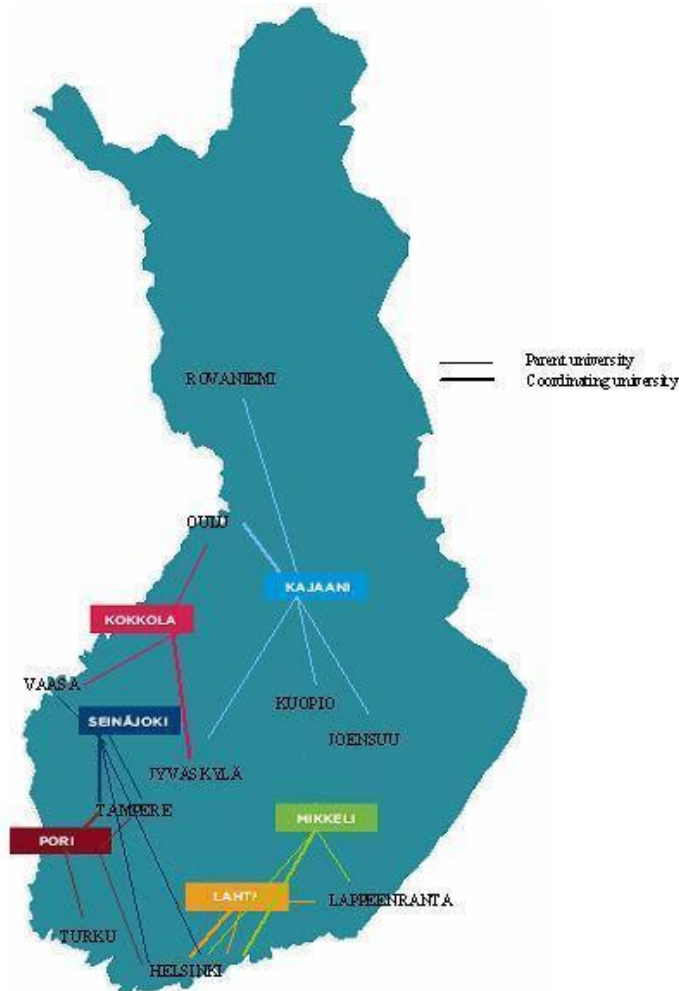 Parent university
ROVANIEMI
Coordinating university
OULU
KAJAANI
KOKKOLA
VAASA
KUOPIO
SEINÄJOKI
JOENSUU
JYVÄSKYLÄ
TAMPERE
MIKKELI
PORI
LAHTI
LAPPEENRANTA
TURKU
HELSINKI